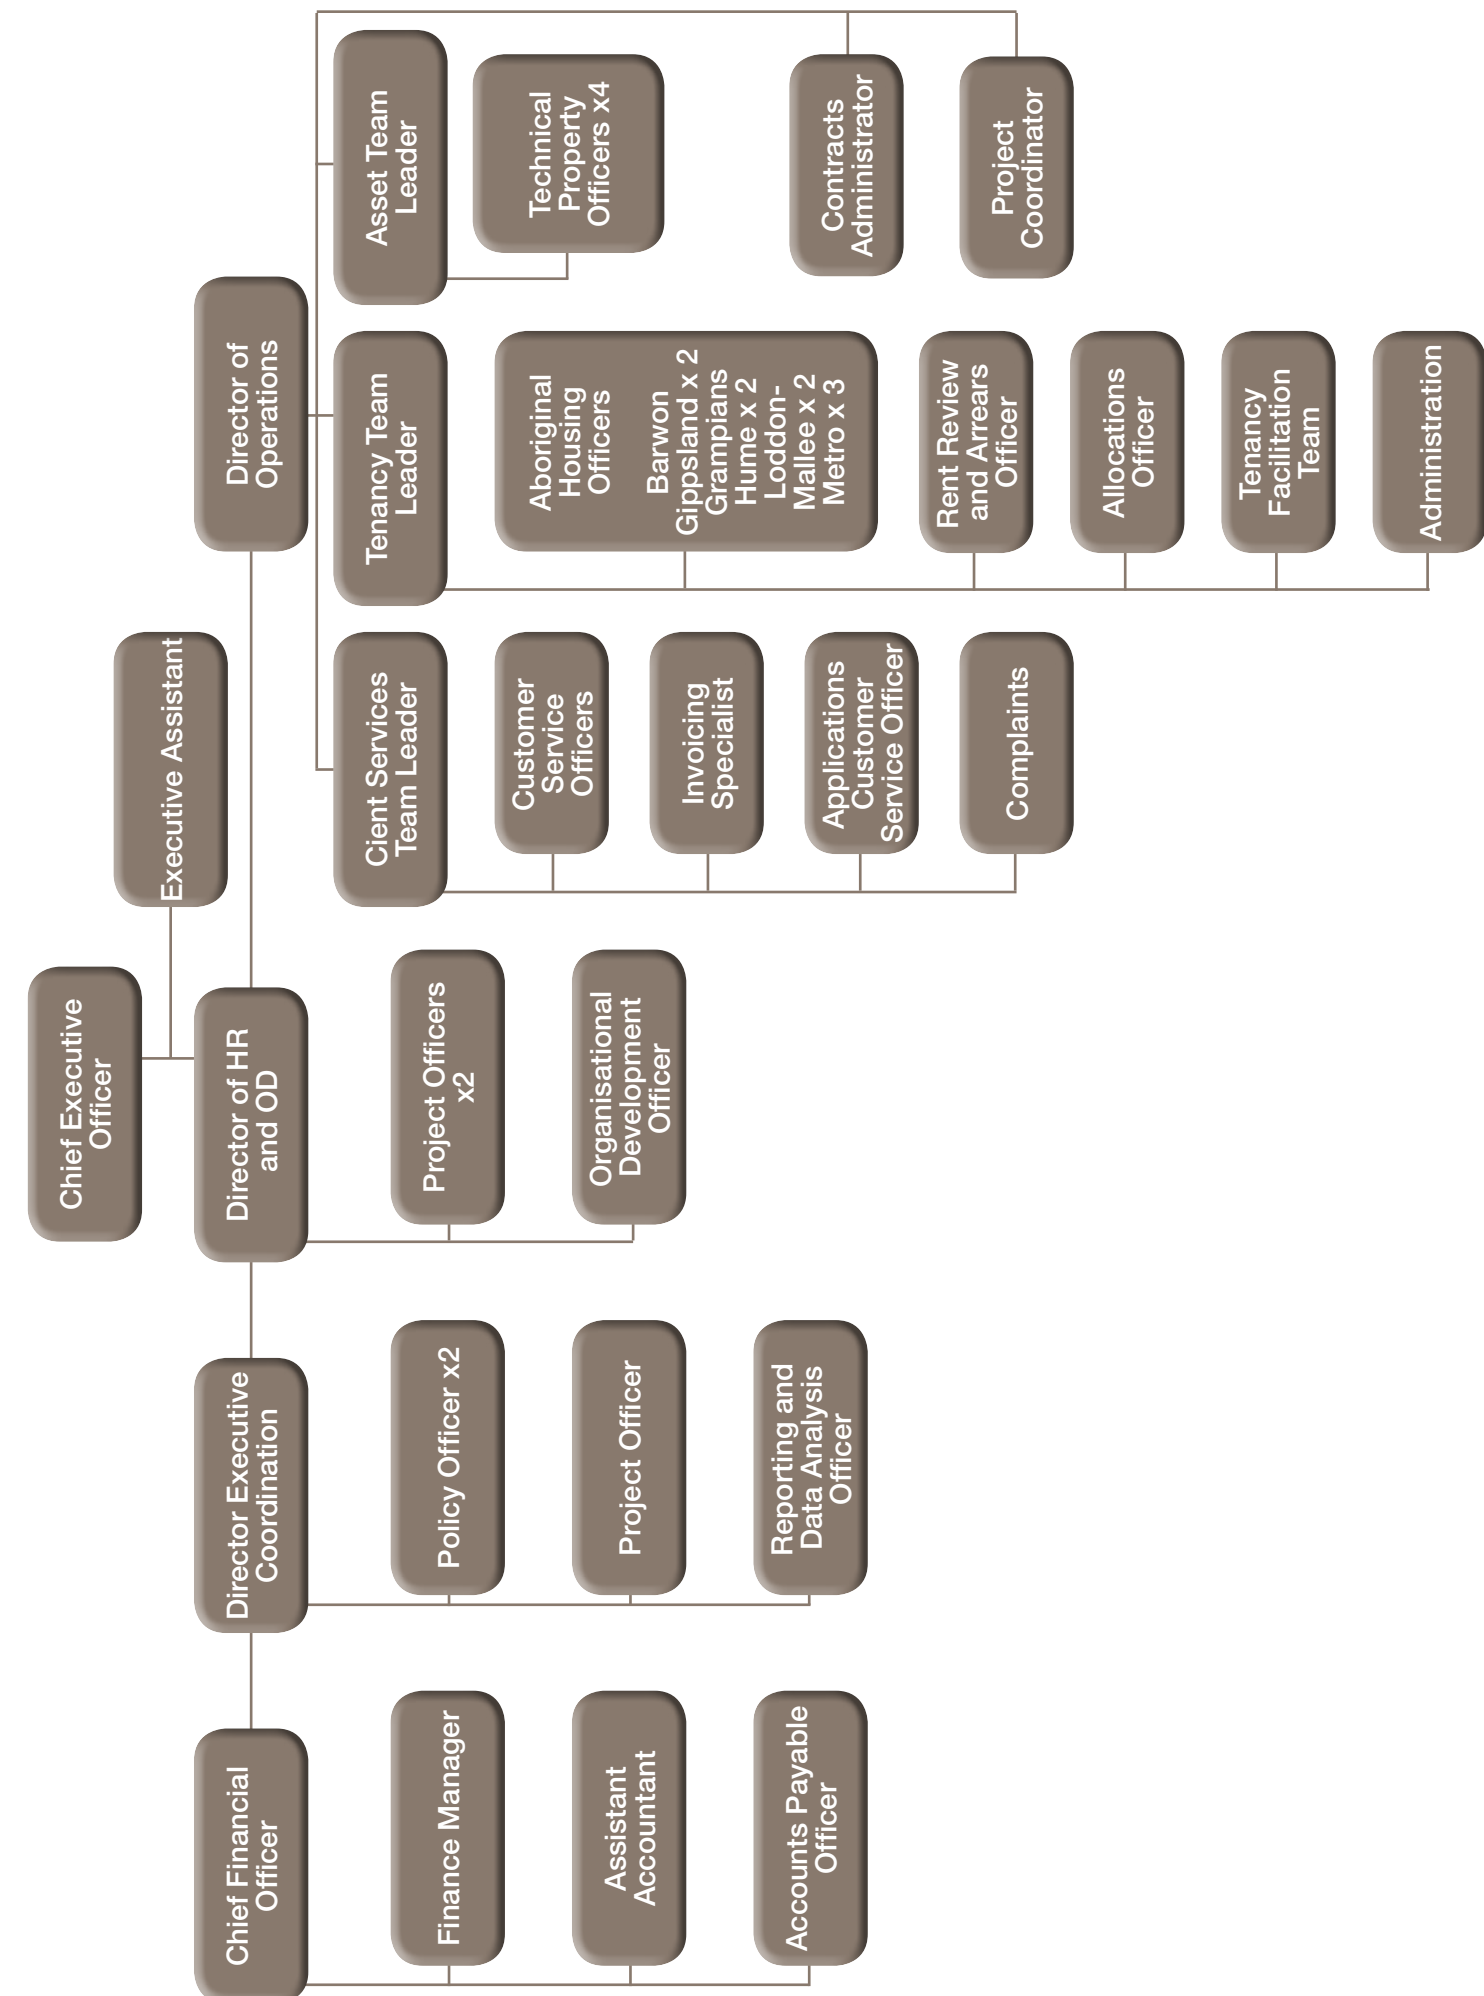 Chief Executive
Officer
Executive Assistant
Chief Financial
Officer
Director Executive
Coordination
Director of HR
and OD
Director of
Operations
Finance Manager
Assistant
Accountant
Accounts Payable
Officer
Policy Officer x2
Project Officer
Reporting and
Data Analysis
Officer
Project Officers
x2
Organisational
Development
Officer
Cient Services
Team Leader
Customer
Service
Officers
Invoicing
Specialist
Applications
Customer
Service Officer
Complaints
Tenancy Team
Leader
Aboriginal
Housing
Officers
Barwon
Gippsland x 2
Grampians
Hume x 2
Loddon-
Mallee x 2
Metro x 3
Rent Review
and Arrears
Officer
Allocations
Officer
Tenancy
Facilitation
Team
Administration
Asset Team
Leader
Technical
Property
Officers x4
Contracts
Administrator
Project
Coordinator